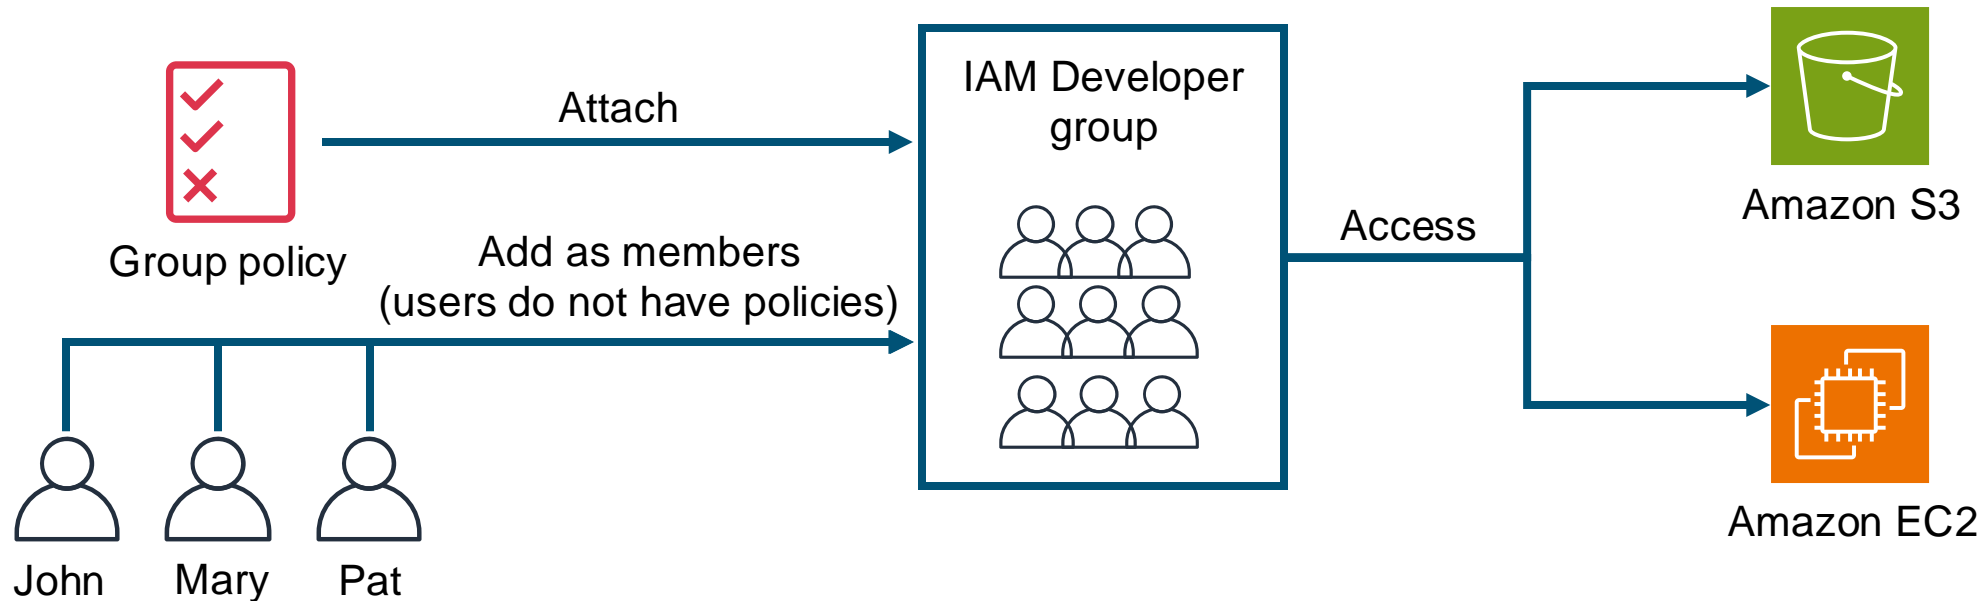 Group policy
Attach
Add as members
(users do not have policies)
John
Mary
Pat
IAM Developer
group
Access
Amazon S3
Amazon EC2